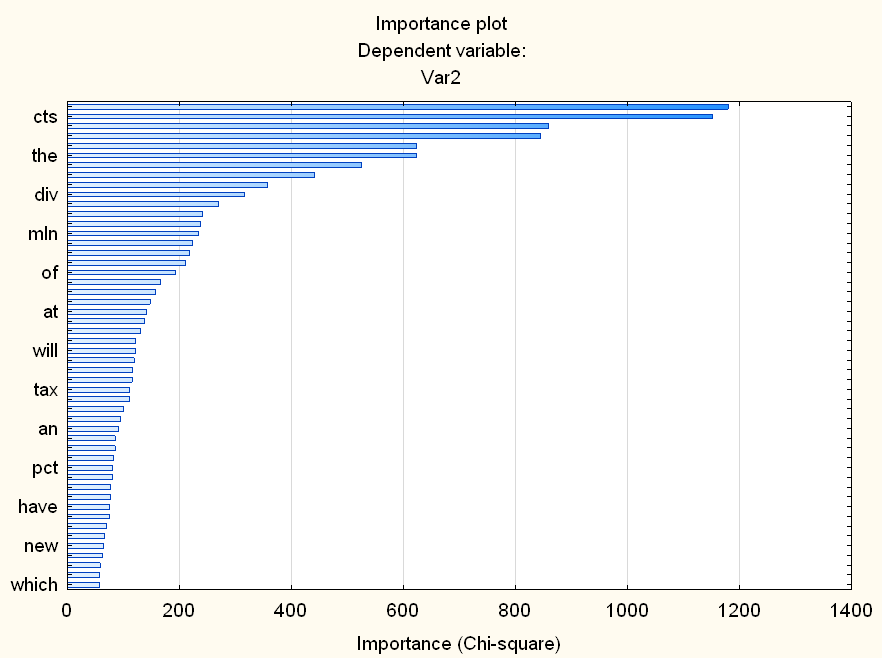 Importance plot
Dependent variable:
Var2
cts
the
div
mln
of
at
will
tax
an
pct
have
new
which
0 200 400 600 800 1000 1200 1400
Importance (Chi-square)